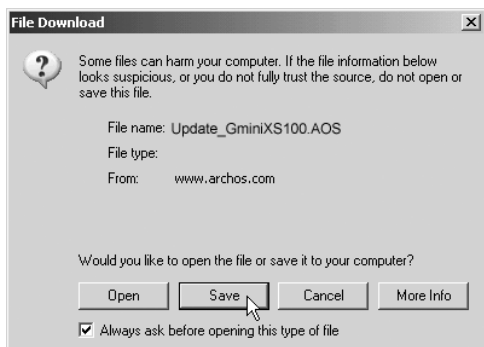 File Download
Some files can harm your computer. If the file information below
looks suspicious, or you do not fully trust the source, do not open or
save this file.
File name: Update_GminiXS100.AOS
File type:
From: www.archos.com
Would you like to open the file or save it to your computer?
Open Save Cancel More Info
Always ask before opening this type of file